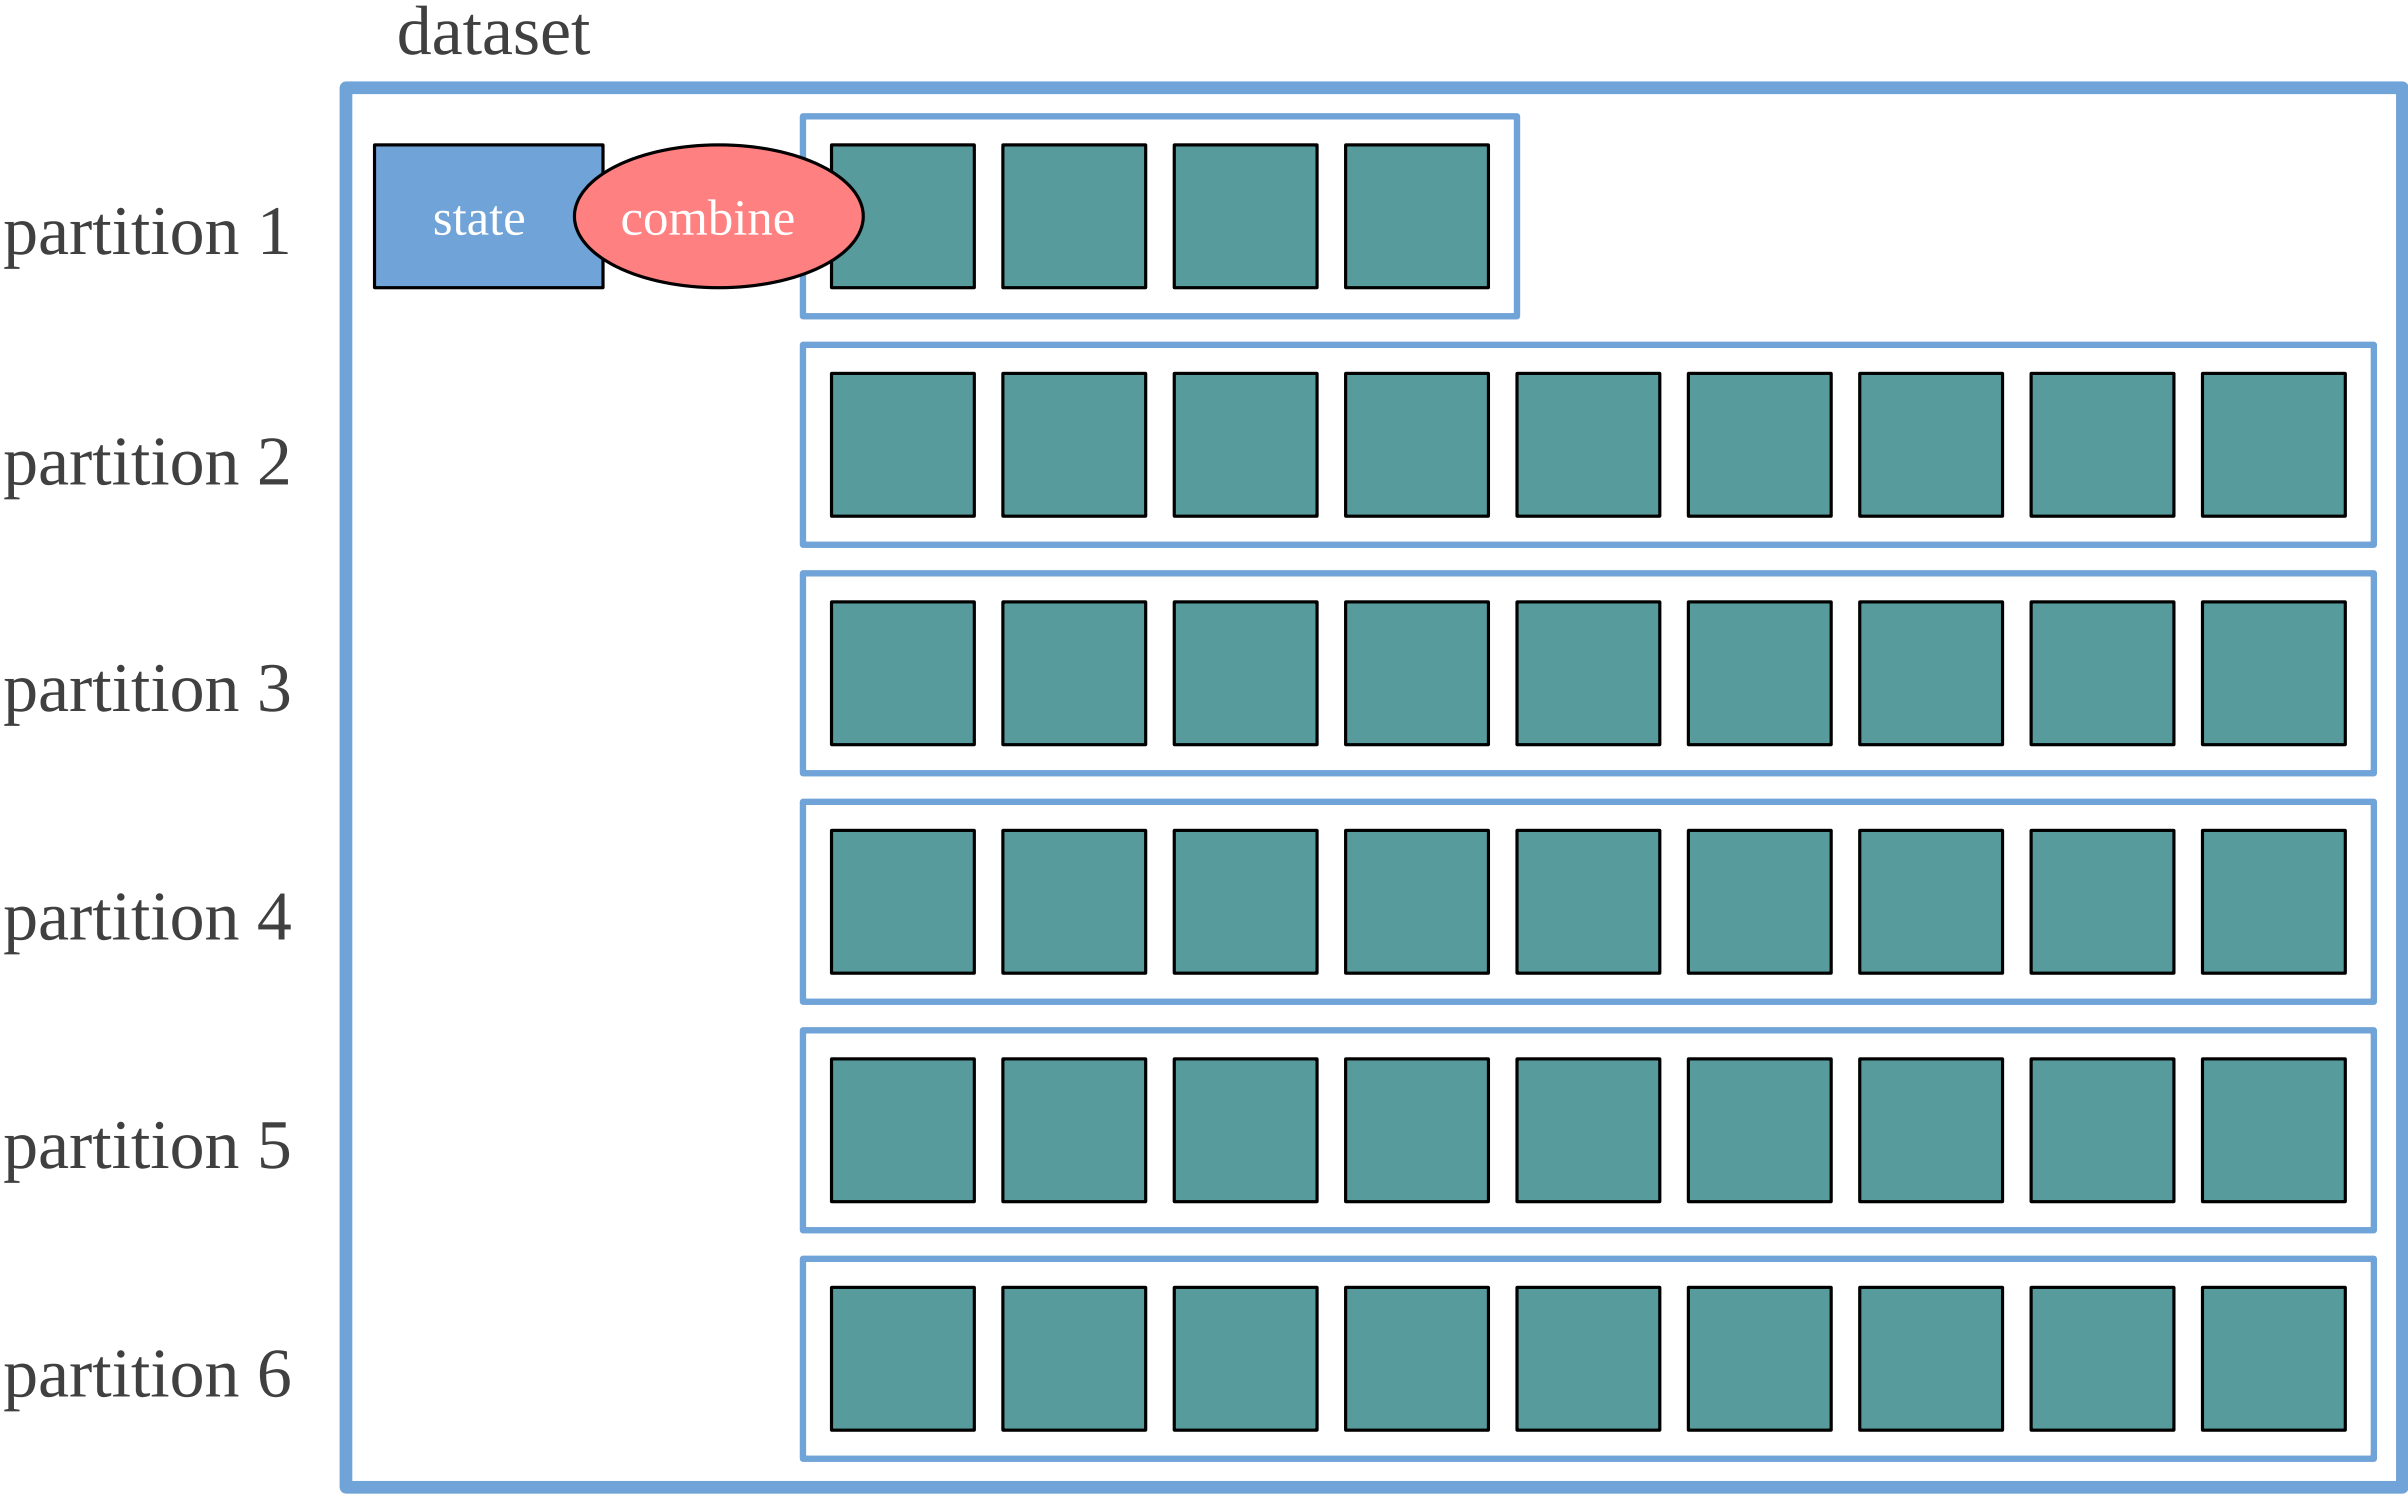 dataset
partition 1
state
combine
partition 2
partition 3
partition 4
partition 5
partition 6